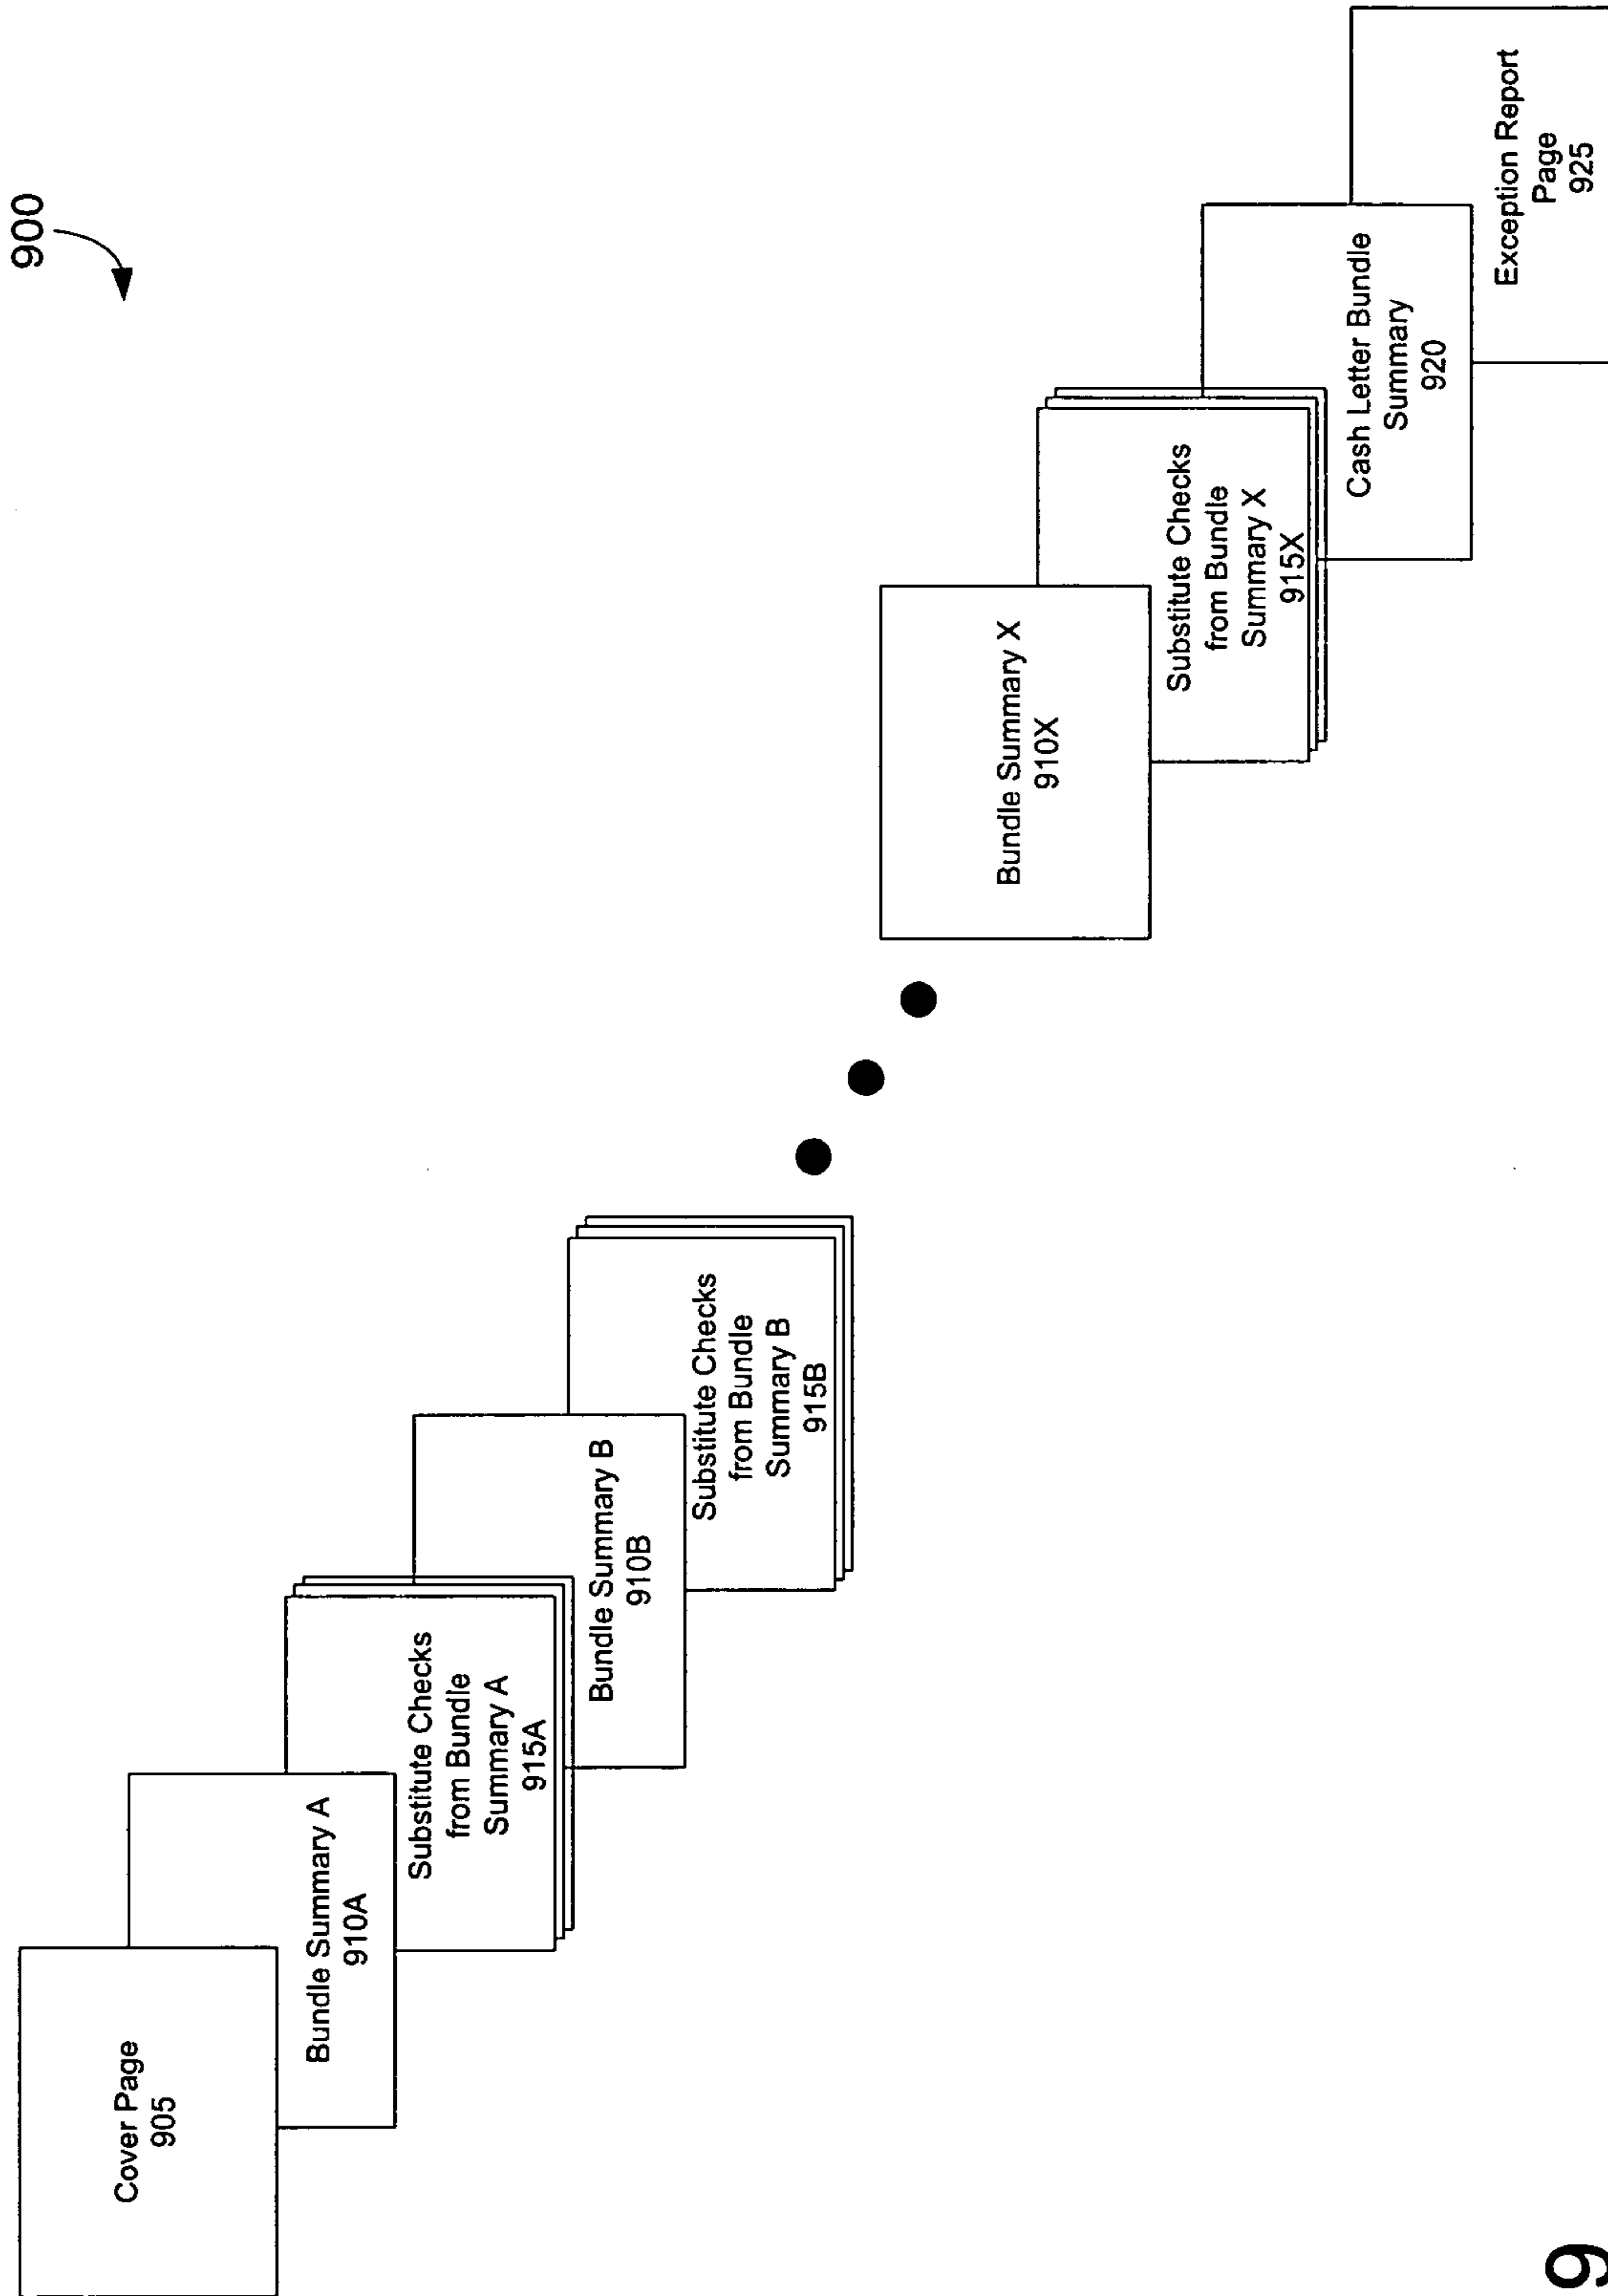 900
Cover Page
905
Bundle Summary A
910A
Substitute Checks
from Bundle
Summary A
915A
Bundle Summary B
910B
Substitute Checks
from Bundle
Summary B
915B
Bundle Summary X
910X
Substitute Checks
from Bundle
Summary X
915X
Cash Letter Bundle
Summary
920
Exception Report
Page
925
9